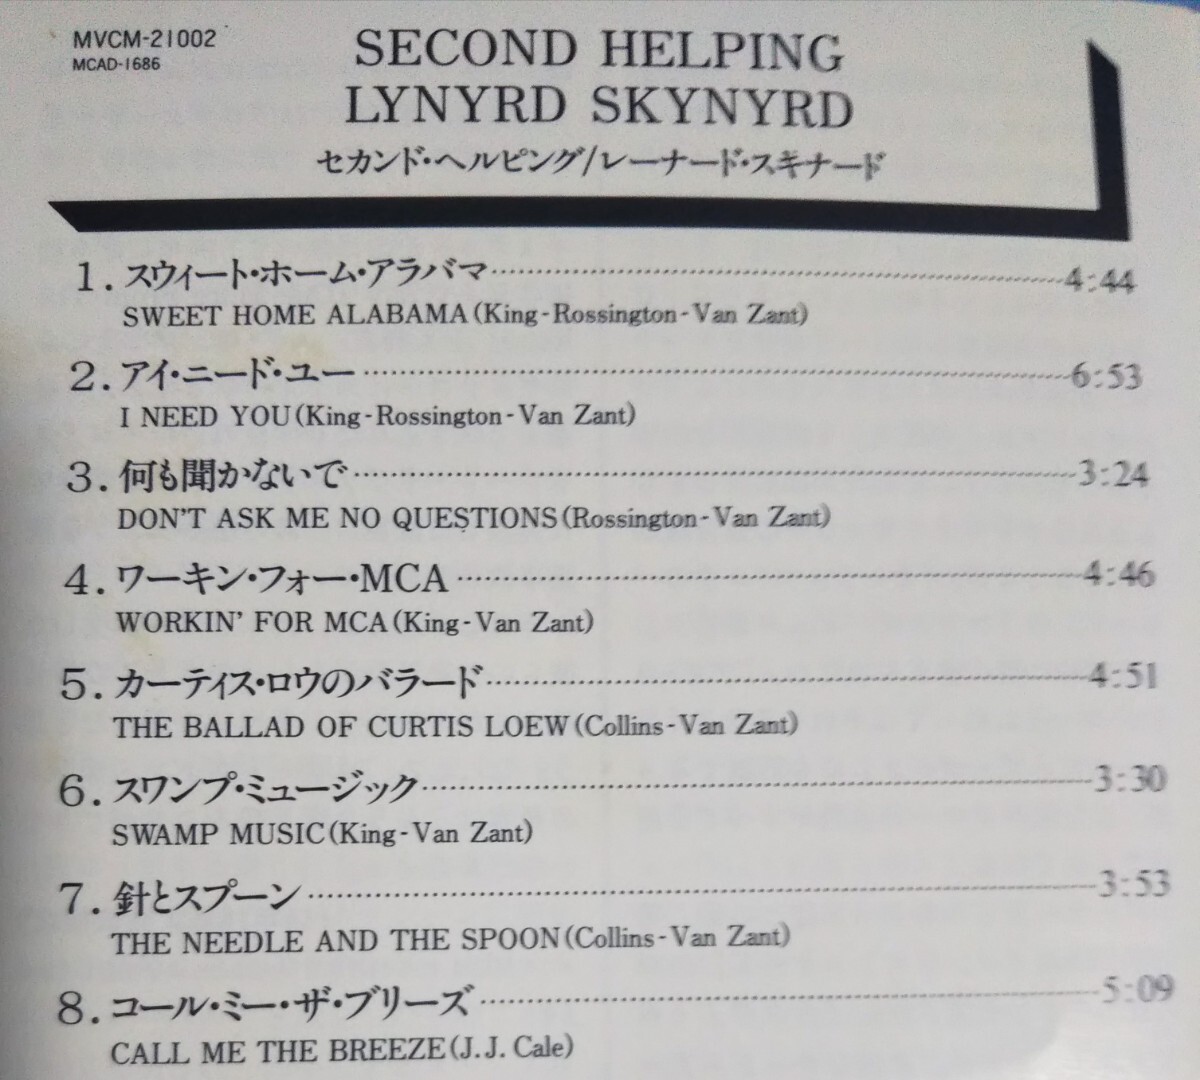 MVCM-21002
MCAD-1686
SECOND HELPING
LYNYRD SKYNYRD
セカンド・ヘルピング/レーナード・スキナード
1. スウィート・ホーム・アラバマ 4:44
SWEET HOME ALABAMA(King-Rossington-Van Zant)
2. アイ・ニード・ユー 6:53
I NEED YOU(King-Rossington-Van Zant)
3. 何も聞かないで 3:24
DON'T ASK ME NO QUESTIONS(Rossington-Van Zant)
4. ワーキン・フォー・MCA 4:46
WORKIN' FOR MCA(King-Van Zant)
5. カーティス・ロウのバラード 4:51
THE BALLAD OF CURTIS LOEW(Collins-Van Zant)
6. スワンプ・ミュージック 3:30
SWAMP MUSIC(King-Van Zant)
7. 針とスプーン 3:53
THE NEEDLE AND THE SPOON(Collins-Van Zant)
8. コール・ミー・ザ・ブリーズ 5:09
CALL ME THE BREEZE(J.J. Cale)